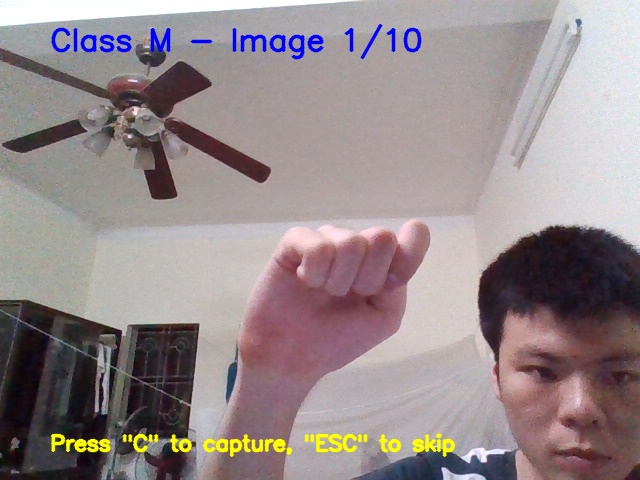 Class M - Image 1/10
Press "C" to capture, "ESC" to skip